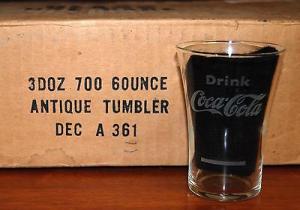 3DOZ 700 6OUNCE
ANTIQUE TUMBLER
DEC A 361
Drink
Coca-Cola